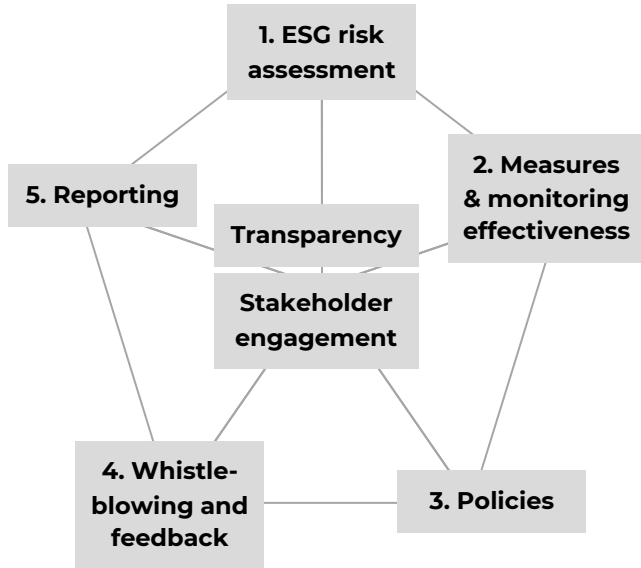 1. ESG risk
assessment
2. Measures
& monitoring
effectiveness
5. Reporting
Transparency
Stakeholder
engagement
4. Whistle-
blowing and
feedback
3. Policies